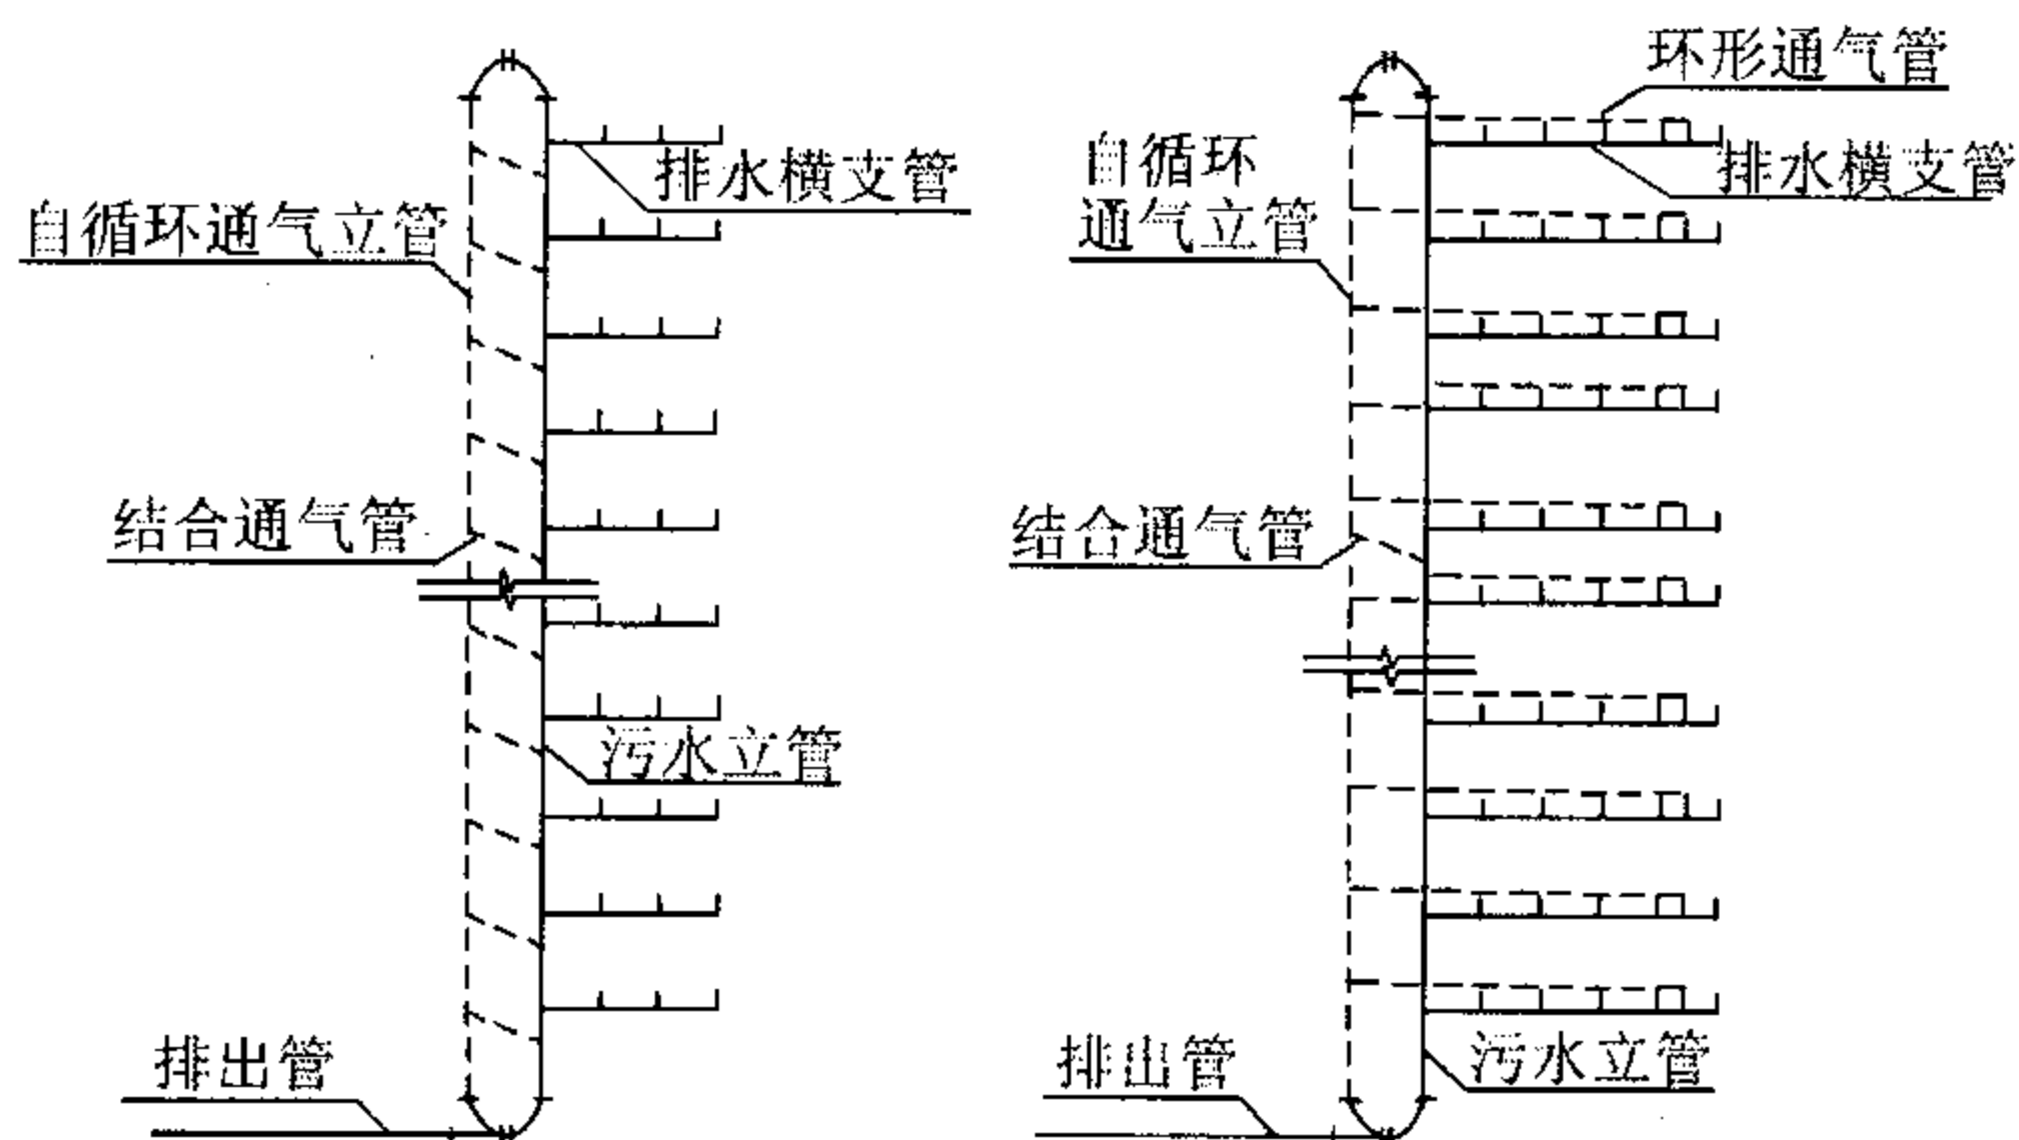 排水横支管
自循环通气立管
结合通气管
污水立管
排出管
环形通气管
排水横支管
自循环
通气立管
结合通气管
污水立管
排出管